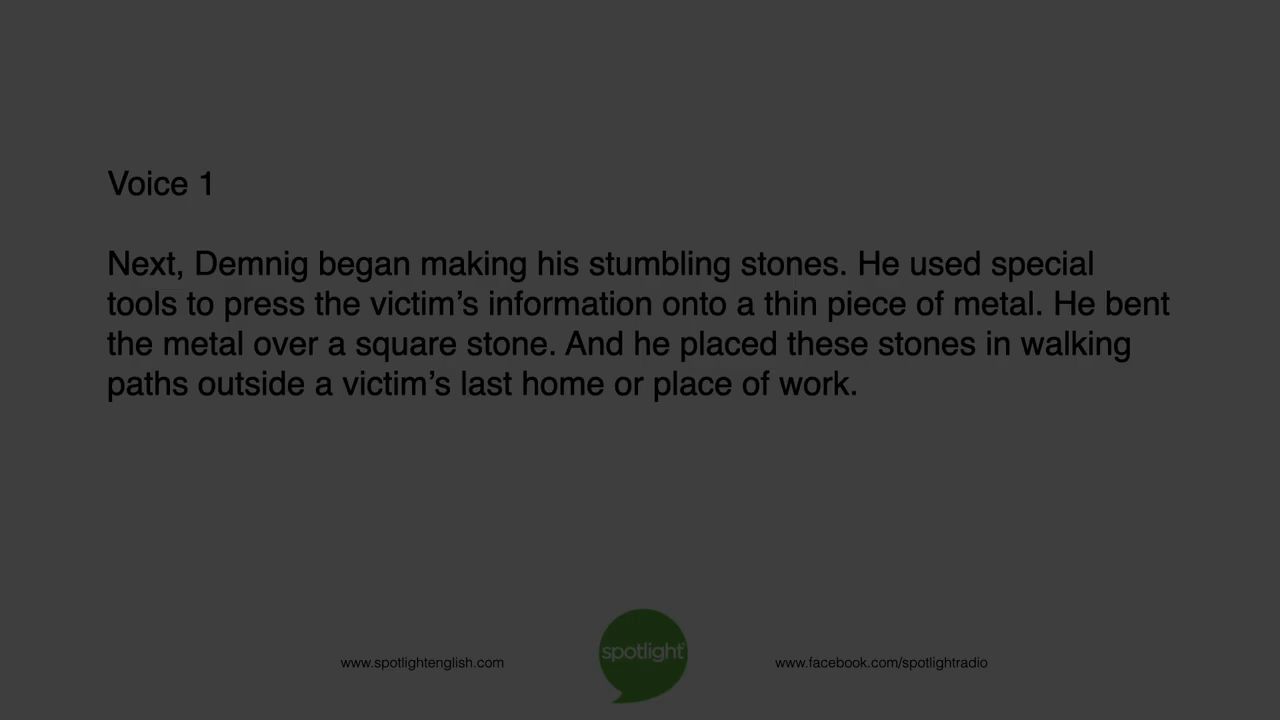 Voice 1
Next, Demnig began making his stumbling stones. He used special
tools to press the victim’s information onto a thin piece of metal. He bent
the metal over a square stone. And he placed these stones in walking
paths outside a victim’s last home or place of work.
spotlight
www.spotlightenglish.com
www.facebook.com/spotlightradio